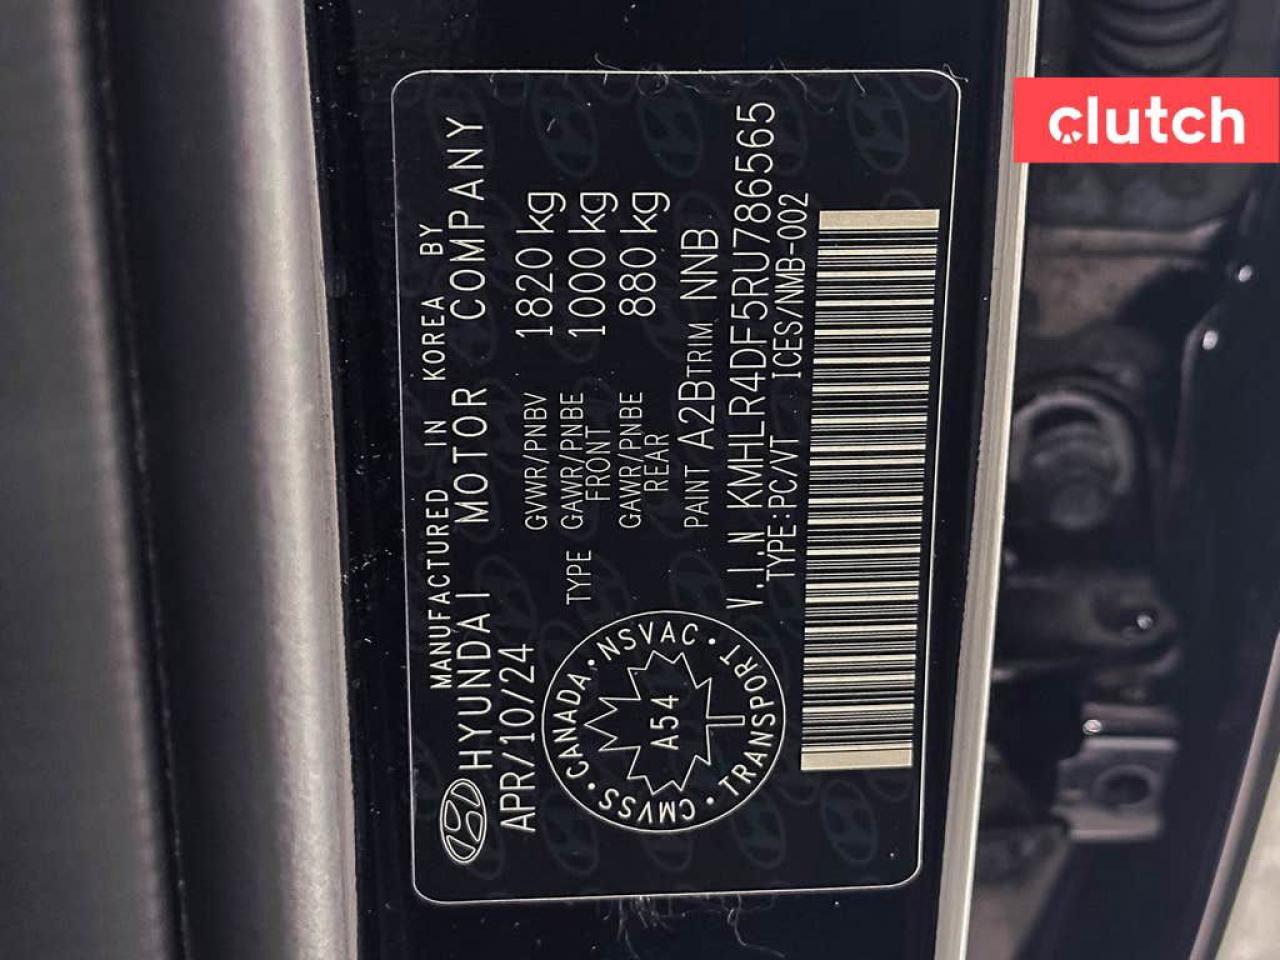 clutch
MANUFACTURED IN KOREA BY
HYUNDAI MOTOR COMPANY
APR/10/24
GVWR/PNBV 1820 kg
TYPE GAWR/PNBE FRONT 1000 kg
GAWR/PNBE REAR 880 kg
PAINT A2B TRIM NNB
V.I.N KMHLR4DF5RU786565
TYPE:PC/VT ICES/NMB-002
CANADA · NSVAC · TRANSPORT · CMVSS ·
A54